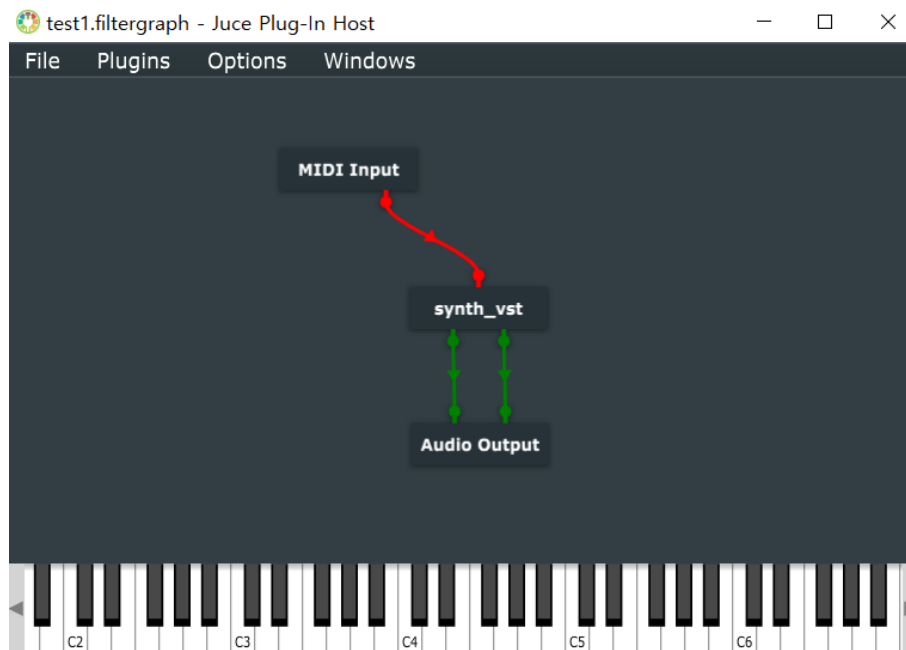 test1.filtergraph - Juce Plug-In Host
File Plugins Options Windows
MIDI Input
synth_vst
Audio Output
C2 C3 C4 C5 C6